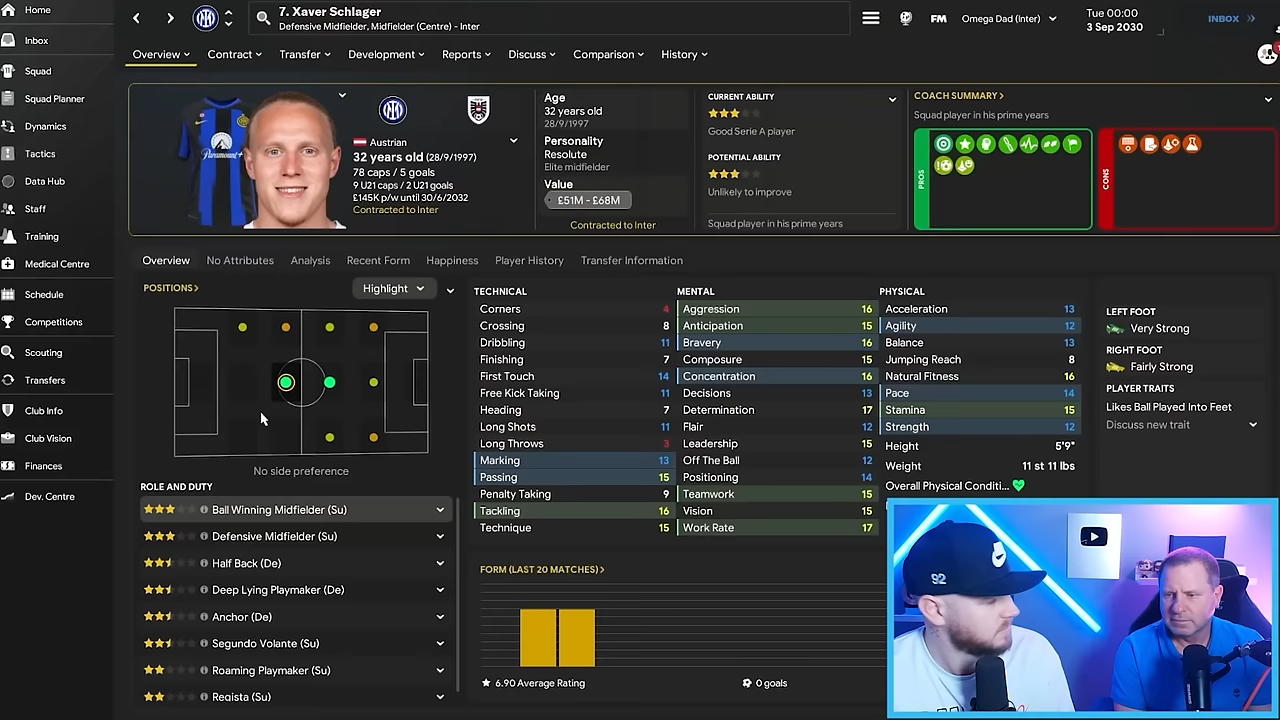 Home
Inbox
Squad
Squad Planner
Dynamics
Tactics
Data Hub
Staff
Training
Medical Centre
Schedule
Competitions
Scouting
Transfers
Club Info
Club Vision
Finances
Dev. Centre
7. Xaver Schlager
Defensive Midfielder, Midfielder (Centre) - Inter
FM
Omega Dad (Inter)
Tue 00:00
3 Sep 2030
INBOX
Overview
Contract
Transfer
Development
Reports
Discuss
Comparison
History
Paramount+
Austrian
32 years old (28/9/1997)
78 caps / 5 goals
9 U21 caps / 2 U21 goals
£145K p/w until 30/6/2032
Contracted to Inter
Age
32 years old
28/9/1997
Personality
Resolute
Elite midfielder
Value
£51M - £68M
Contracted to Inter
CURRENT ABILITY
Good Serie A player
POTENTIAL ABILITY
Unlikely to improve
Squad player in his prime years
COACH SUMMARY >
Squad player in his prime years
PROS
CONS
Overview
No Attributes
Analysis
Recent Form
Happiness
Player History
Transfer Information
POSITIONS >
Highlight
No side preference
ROLE AND DUTY
Ball Winning Midfielder (Su)
Defensive Midfielder (Su)
Half Back (De)
Deep Lying Playmaker (De)
Anchor (De)
Segundo Volante (Su)
Roaming Playmaker (Su)
Regista (Su)
TECHNICAL
Corners 4
Crossing 8
Dribbling 11
Finishing 7
First Touch 14
Free Kick Taking 11
Heading 7
Long Shots 11
Long Throws 3
Marking 13
Passing 15
Penalty Taking 9
Tackling 16
Technique 15
MENTAL
Aggression 16
Anticipation 15
Bravery 16
Composure 15
Concentration 16
Decisions 13
Determination 17
Flair 12
Leadership 15
Off The Ball 12
Positioning 14
Teamwork 15
Vision 15
Work Rate 17
PHYSICAL
Acceleration 13
Agility 12
Balance 13
Jumping Reach 8
Natural Fitness 16
Pace 14
Stamina 15
Strength 12
Height 5'9"
Weight 11 st 11 lbs
Overall Physical Conditi...
LEFT FOOT
Very Strong
RIGHT FOOT
Fairly Strong
PLAYER TRAITS
Likes Ball Played Into Feet
Discuss new trait
FORM (LAST 20 MATCHES) >
6.90 Average Rating
0 goals
92